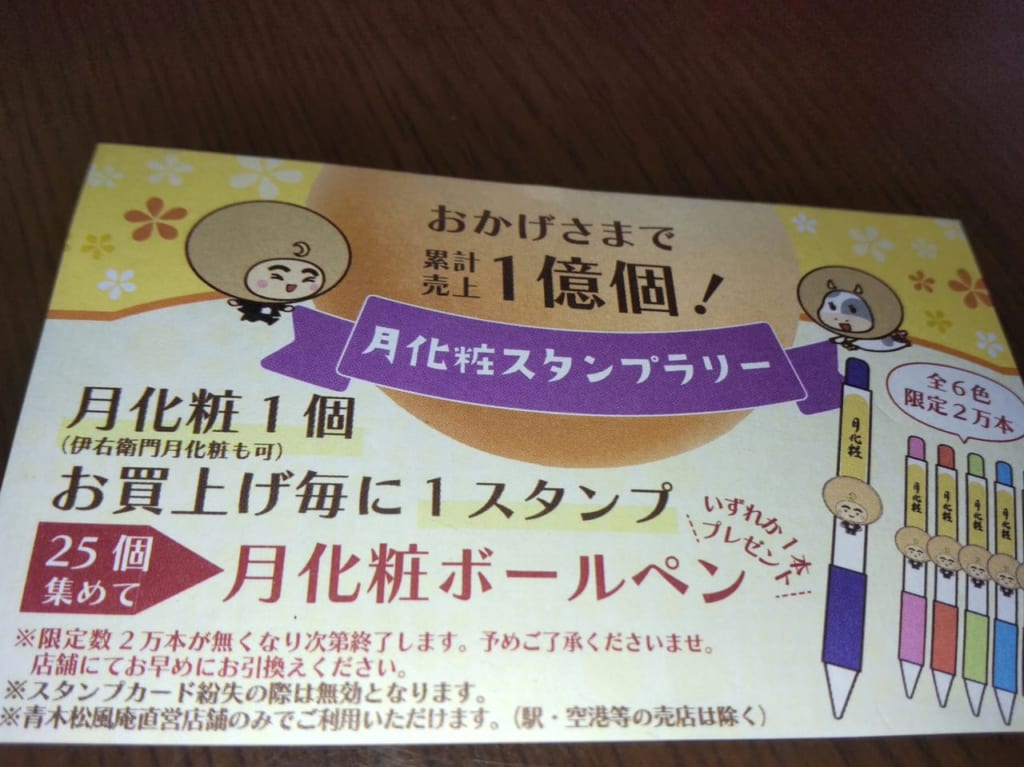 おかげさまで
累計
売上
1億個！
月化粧スタンプラリー
月化粧1個
(伊右衛門月化粧も可)
お買上げ毎に1スタンプ
25個
集めて
月化粧ボールペン
いずれか1本
プレゼント
全6色
限定2万本
月化粧
月化粧
月化粧
月化粧
月化粧
※限定数2万本が無くなり次第終了します。予めご了承くださいませ。
店舗にてお早めにお引換えください。
※スタンプカード紛失の際は無効となります。
※青木松風庵直営店舗のみでご利用いただけます。(駅・空港等の売店は除く)